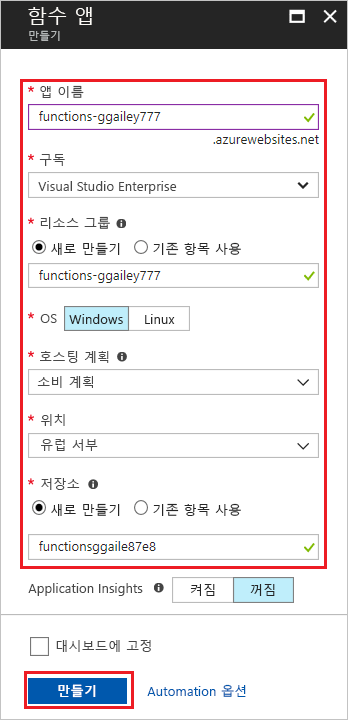 함수 앱
만들기
* 앱 이름
functions-ggailey777
.azurewebsites.net
* 구독
Visual Studio Enterprise
* 리소스 그룹
새로 만들기 기존 항목 사용
functions-ggailey777
* OS Windows Linux
* 호스팅 계획
소비 계획
* 위치
유럽 서부
* 저장소
새로 만들기 기존 항목 사용
functionsggaile87e8
Application Insights 켜짐 꺼짐
대시보드에 고정
만들기 Automation 옵션